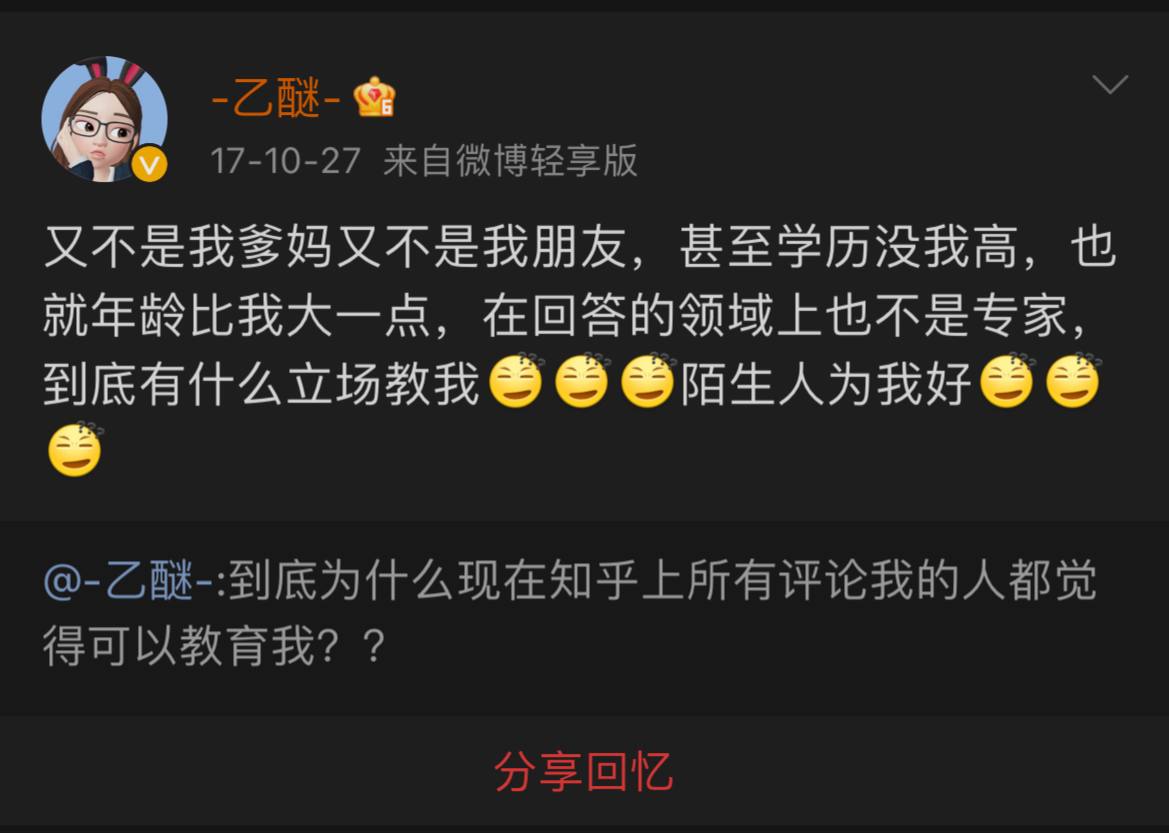 -乙醚-
17-10-27 来自微博轻享版
又不是我爹妈又不是我朋友，甚至学历没我高，也
就年龄比我大一点，在回答的领域上也不是专家，
到底有什么立场教我陌生人为我好
@-乙醚-:到底为什么现在知乎上所有评论我的人都觉
得可以教育我？？
分享回忆